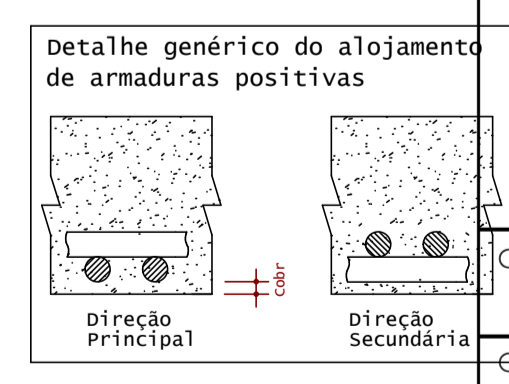 Detalhe genérico do alojamento
de armaduras positivas
Cobr
Direção
Principal
Direção
Secundária